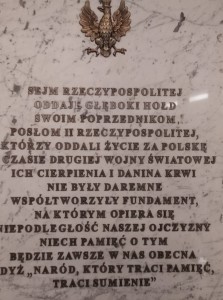 SEJM RZECZYPOSPOLITEJ
ODDAJE GŁĘBOKI HOŁD
SWOIM POPRZEDNIKOM,
POSŁOM II RZECZYPOSPOLITEJ,
KTÓRZY ODDALI ŻYCIE ZA POLSKĘ
CZASIE DRUGIEJ WOJNY ŚWIATOWEJ
ICH CIERPIENIA I DANINA KRWI
NIE BYŁY DAREMNE
WSPÓŁTWORZYŁY FUNDAMENT,
NA KTÓRYM OPIERA SIĘ
NIEPODLEGŁOŚĆ NASZEJ OJCZYZNY
NIECH PAMIĘĆ O TYM
BĘDZIE ZAWSZE W NAS OBECNA
GDYŻ „NARÓD, KTÓRY TRACI PAMIĘĆ,
TRACI SUMIENIE"